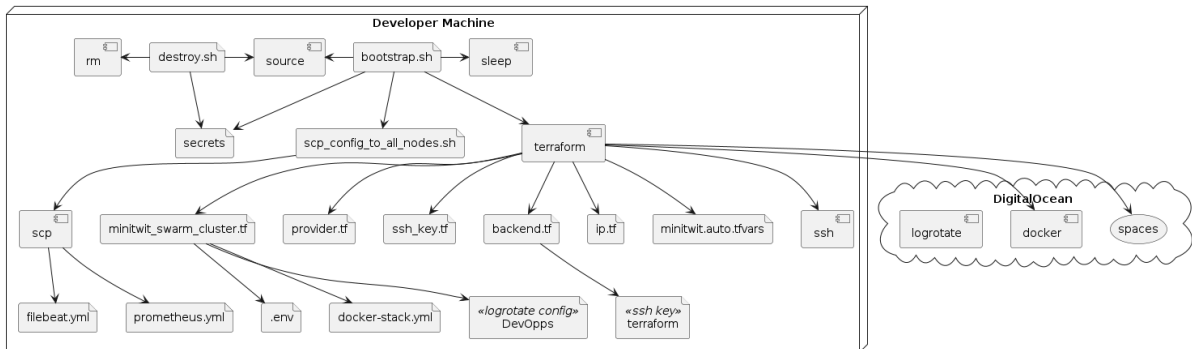 Developer Machine
rm
destroy.sh
source
bootstrap.sh
sleep
secrets
scp_config_to_all_nodes.sh
terraform
DigitalOcean
scp
minitwit_swarm_cluster.tf
provider.tf
ssh_key.tf
backend.tf
ip.tf
minitwit.auto.tfvars
ssh
logrotate
docker
spaces
filebeat.yml
prometheus.yml
.env
docker-stack.yml
«logrotate config»
DevOpps
«ssh key»
terraform